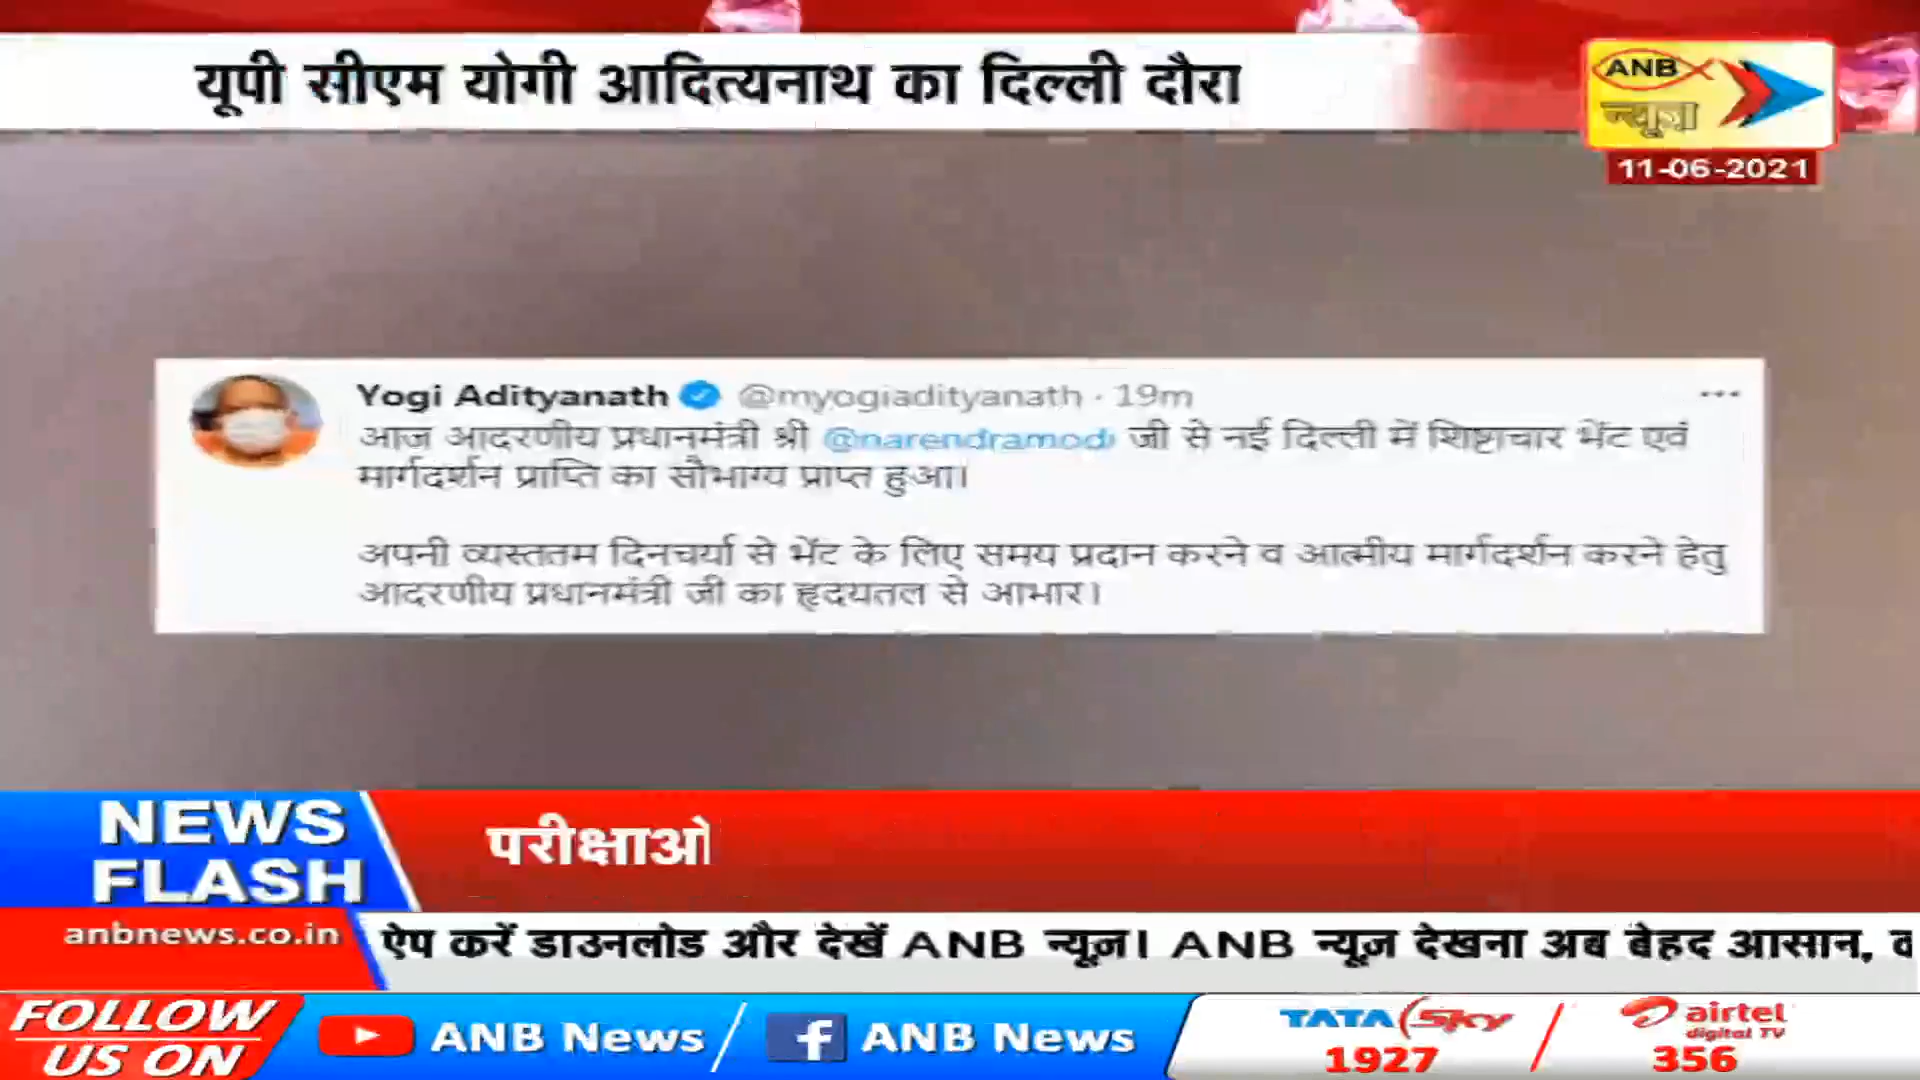 यूपी सीएम योगी आदित्यनाथ का दिल्ली दौरा
ANB
न्यूज़
11-06-2021
Yogi Adityanath @myogiadityanath · 19m
आज आदरणीय प्रधानमंत्री श्री @narendramodi जी से नई दिल्ली में शिष्टाचार भेंट एवं
मार्गदर्शन प्राप्ति का सौभाग्य प्राप्त हुआ।
अपनी व्यस्ततम दिनचर्या से भेंट के लिए समय प्रदान करने व आत्मीय मार्गदर्शन करने हेतु
आदरणीय प्रधानमंत्री जी का हृदयतल से आभार।
NEWS
FLASH
परीक्षाओ
anbnews.co.in
ऐप करें डाउनलोड और देखें ANB न्यूज़। ANB न्यूज़ देखना अब बेहद आसान,
FOLLOW
US ON
ANB News
ANB News
TATA Sky
1927
airtel
digital TV
356